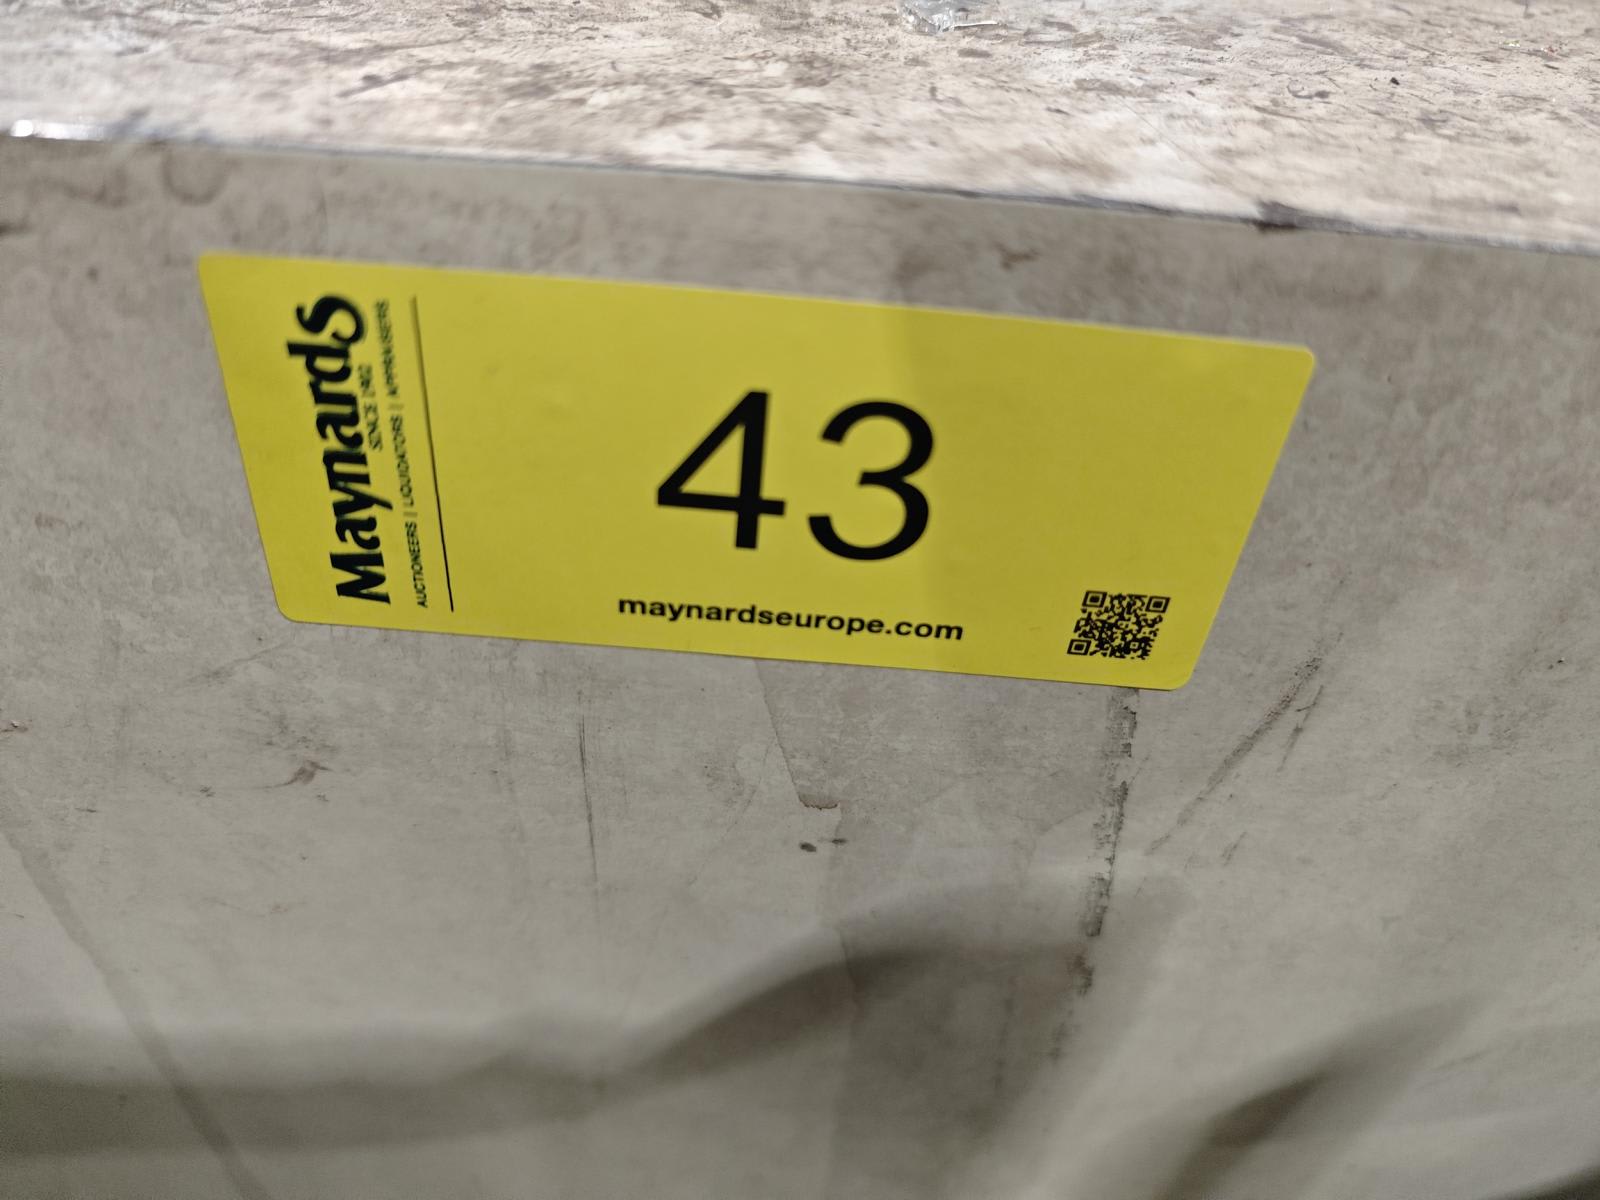 Maynards
SINCE 1902
AUCTIONEERS | LIQUIDATORS | APPRAISERS
43
maynardseurope.com